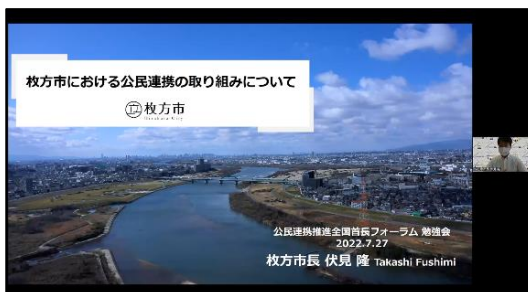 枚方市における公民連携の取り組みについて
枚方市
Hirakata City
公民連携推進全国首長フォーラム 勉強会
2022.7.27
枚方市長 伏見 隆 Takashi Fushimi